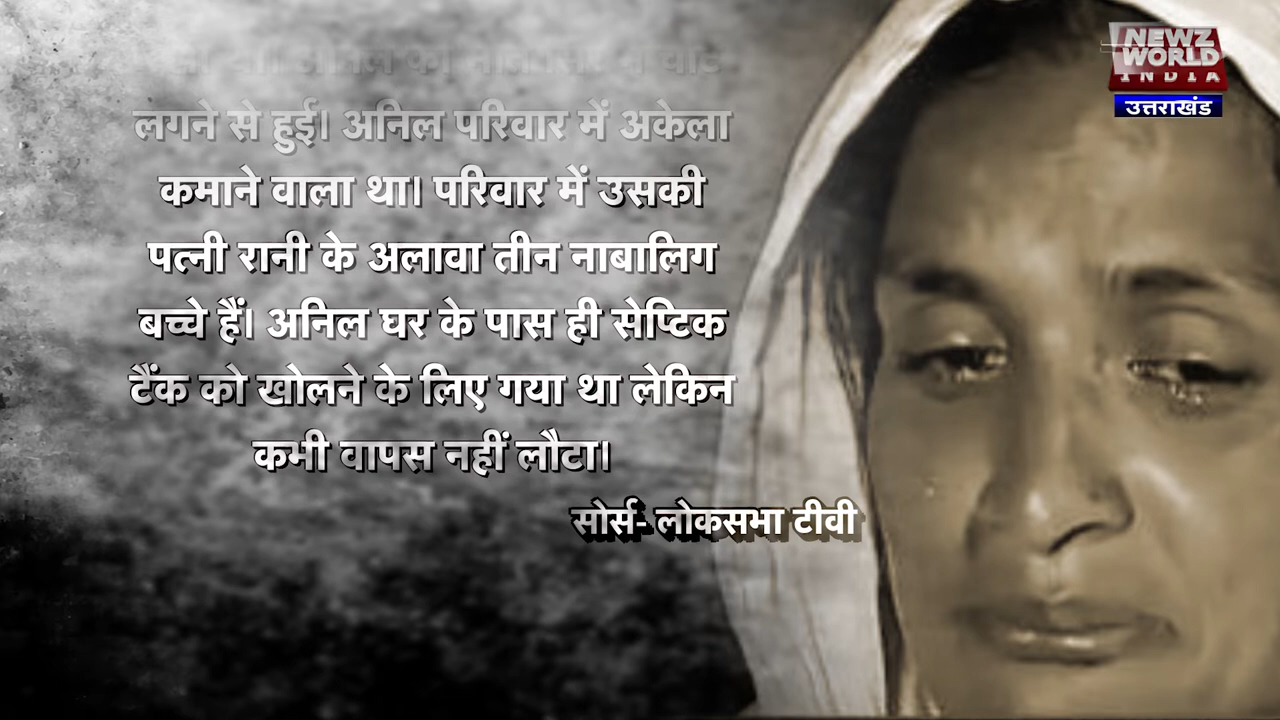 NEWZ
WORLD
INDIA
उत्तराखंड
लगने से हुई। अनिल परिवार में अकेला
कमाने वाला था। परिवार में उसकी
पत्नी रानी के अलावा तीन नाबालिग
बच्चे हैं। अनिल घर के पास ही सेप्टिक
टैंक को खोलने के लिए गया था लेकिन
कभी वापस नहीं लौटा।
सोर्स- लोकसभा टीवी